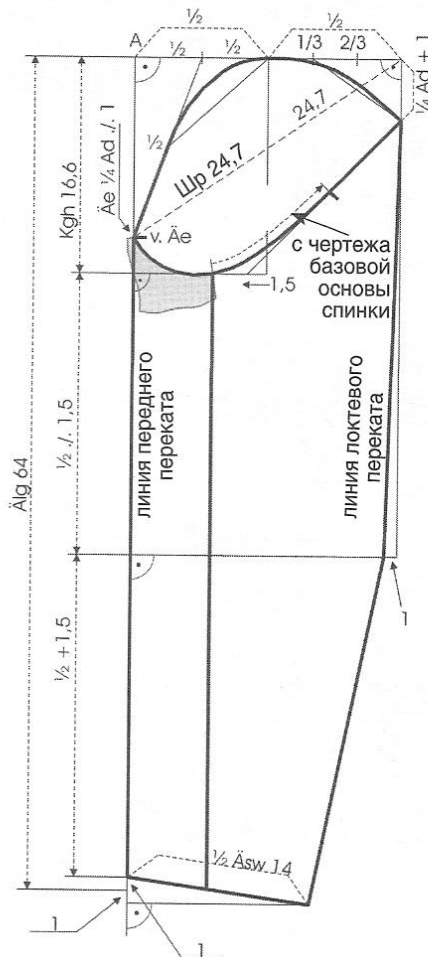 ½
½
A
½
½
1/3
2/3
¼ Ad + 1
½
24,7
Шр 24,7
Äe ¼ Ad ./. 1
Kgh 16,6
v. Äe
1,5
с чертежа
базовой
основы
спинки
Älg 64
½ ./. 1,5
линия переднего
переката
линия локтевого
переката
1
½ +1,5
½ Äsw 14
1
1